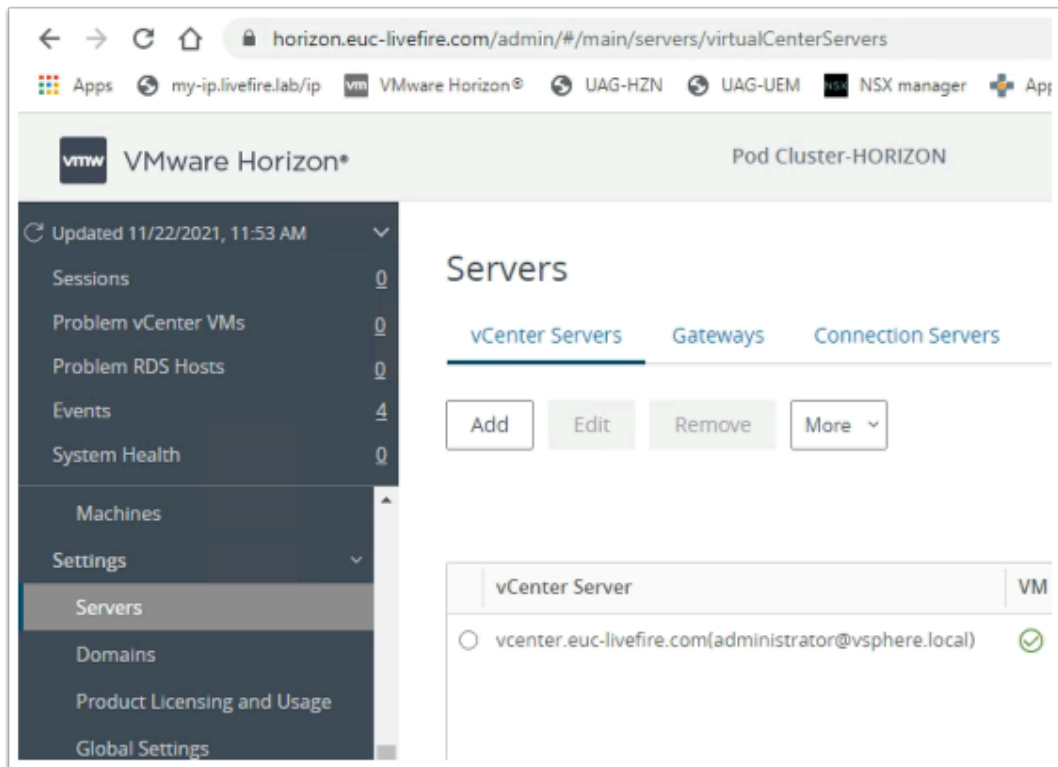 horizon.euc-livefire.com/admin/#/main/servers/virtualCenterServers
Apps my-ip.livefire.lab/ip vm VMware Horizon® UAG-HZN UAG-UEM NSX NSX manager App
vmw VMware Horizon® Pod Cluster-HORIZON
Updated 11/22/2021, 11:53 AM
Sessions 0
Problem vCenter VMs 0
Problem RDS Hosts 0
Events 4
System Health 0
Machines
Settings
Servers
Domains
Product Licensing and Usage
Global Settings
Servers
vCenter Servers Gateways Connection Servers
Add Edit Remove More
vCenter Server VM
vcenter.euc-livefire.com(administrator@vsphere.local)